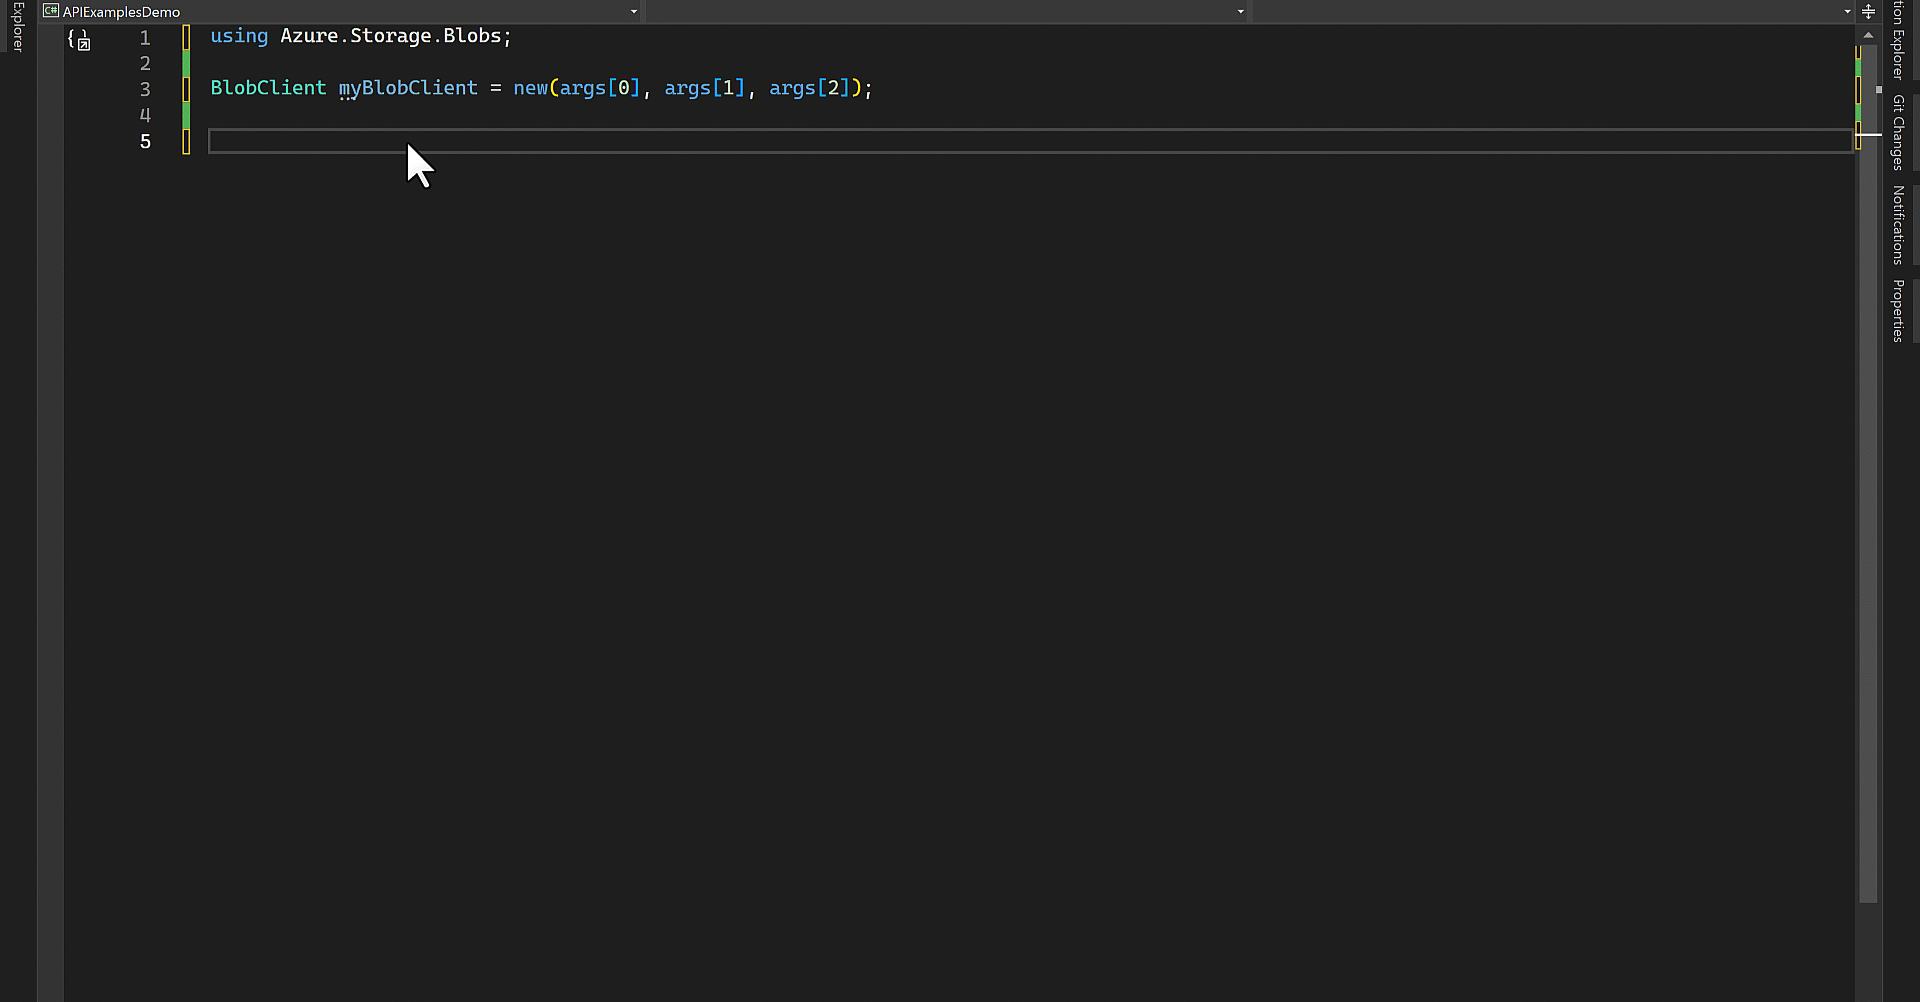 Explorer
C# APIExamplesDemo
1 using Azure.Storage.Blobs;
2
3 BlobClient myBlobClient = new(args[0], args[1], args[2]);
4
5
tion Explorer
Git Changes
Notifications
Properties